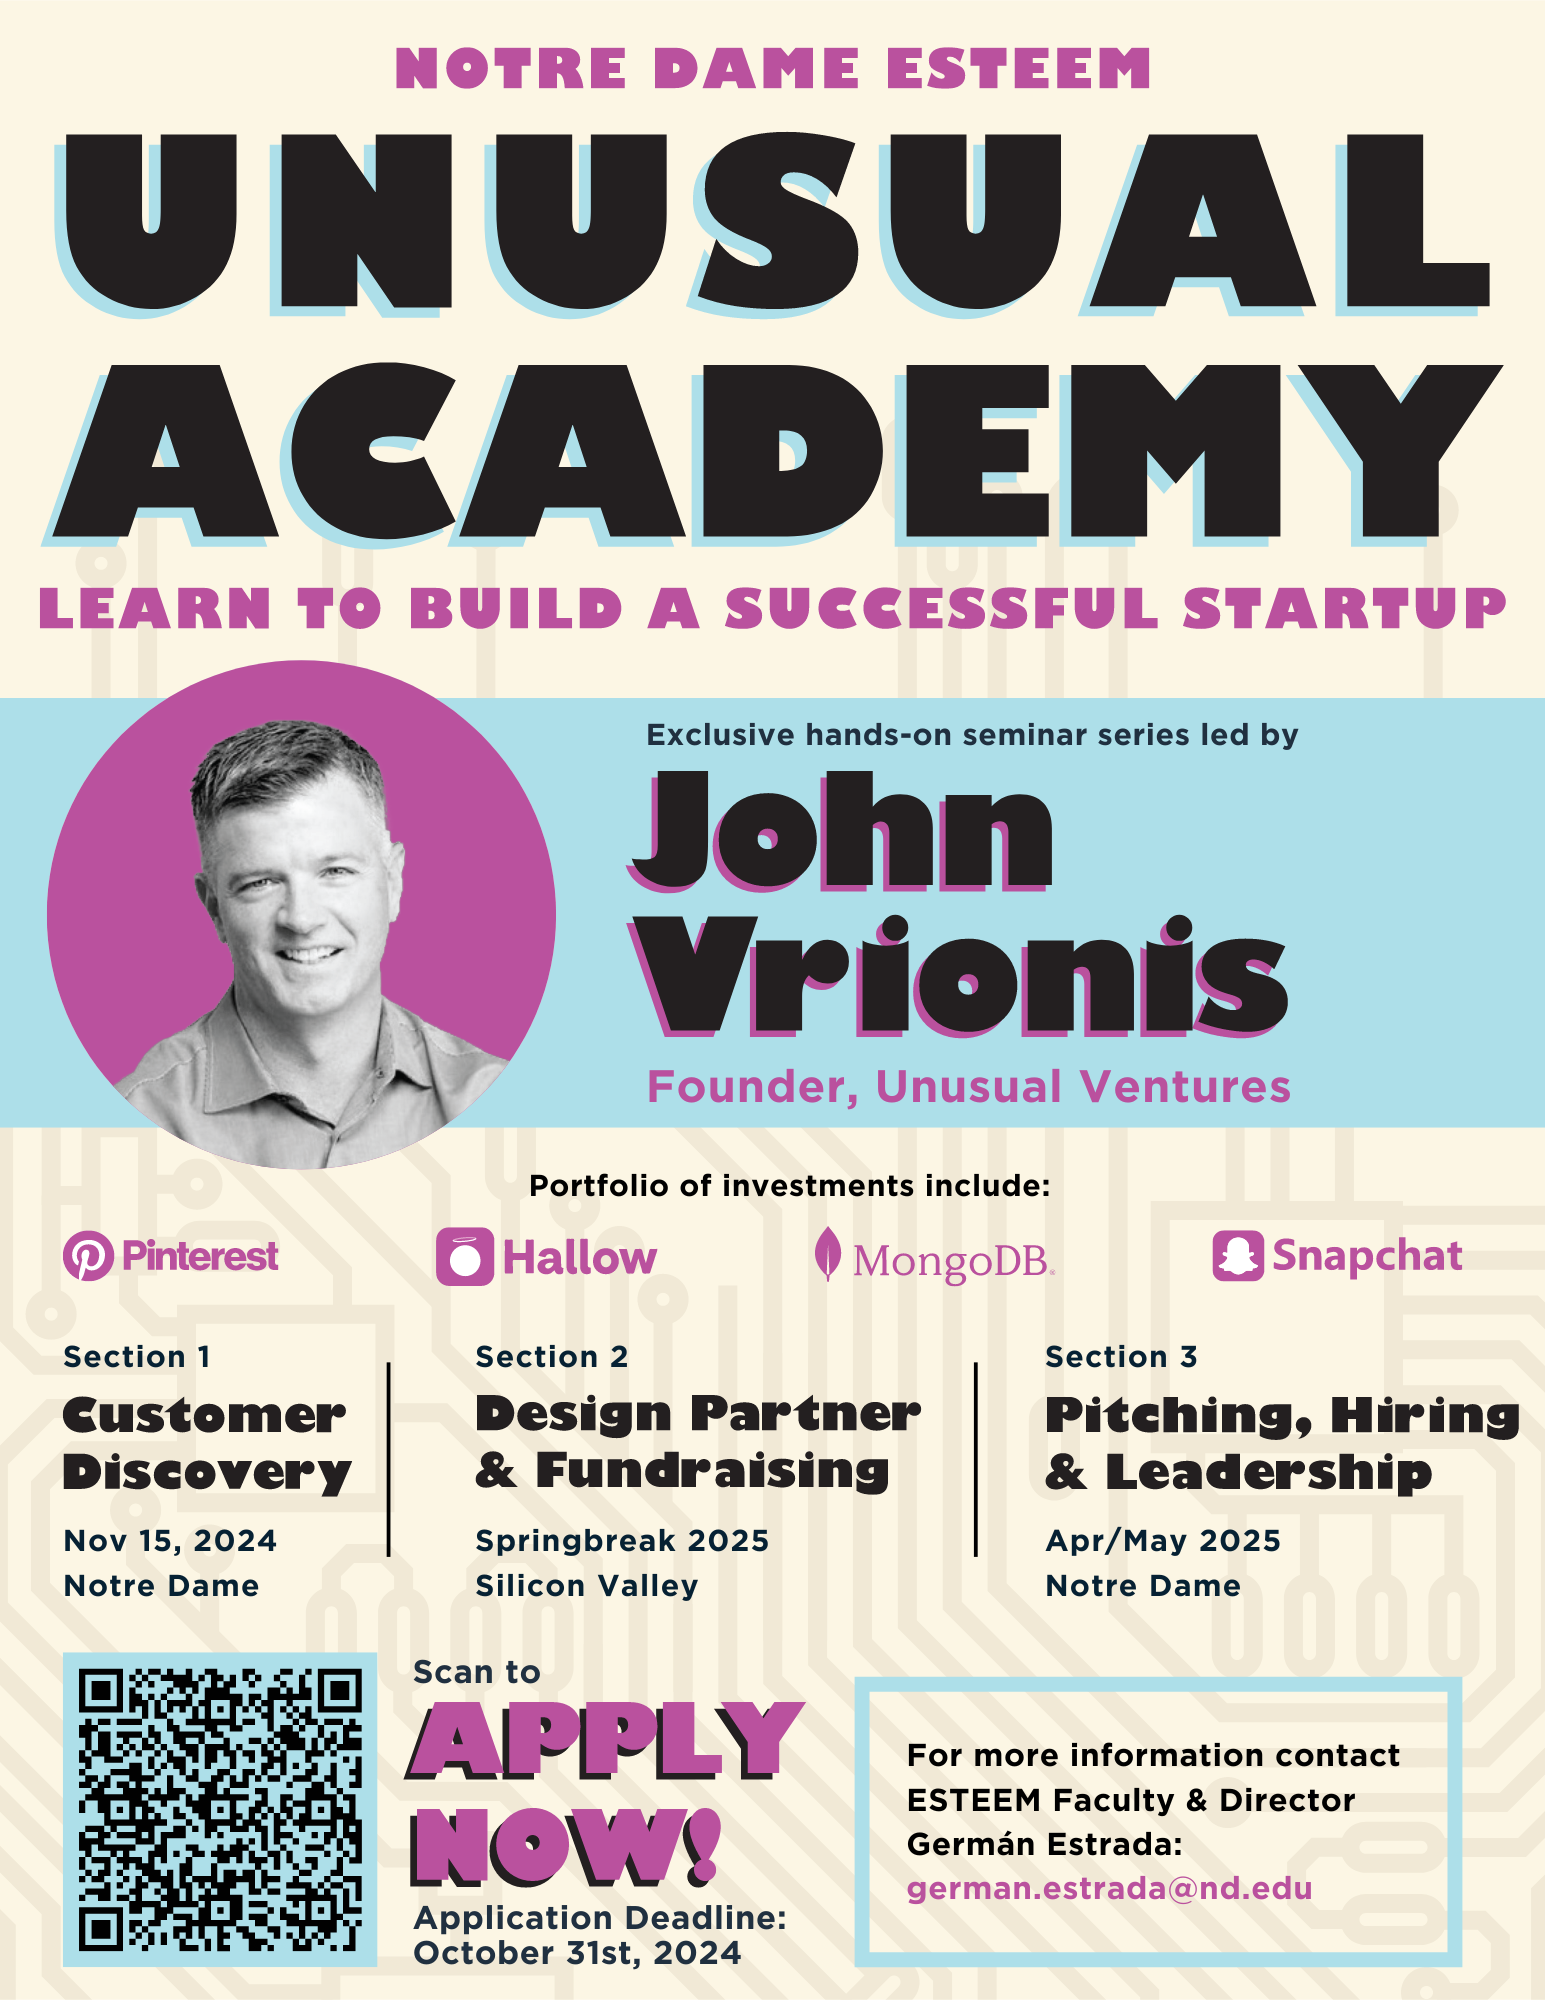 NOTRE DAME ESTEEM
UNUSUAL
ACADEMY
LEARN TO BUILD A SUCCESSFUL STARTUP
Exclusive hands-on seminar series led by
John
Vrionis
Founder, Unusual Ventures
Portfolio of investments include:
Pinterest
Hallow
MongoDB®
Snapchat
Section 1
Customer
Discovery
Nov 15, 2024
Notre Dame
Section 2
Design Partner
& Fundraising
Springbreak 2025
Silicon Valley
Section 3
Pitching, Hiring
& Leadership
Apr/May 2025
Notre Dame
Scan to
APPLY
NOW!
Application Deadline:
October 31st, 2024
For more information contact
ESTEEM Faculty & Director
Germán Estrada:
german.estrada@nd.edu